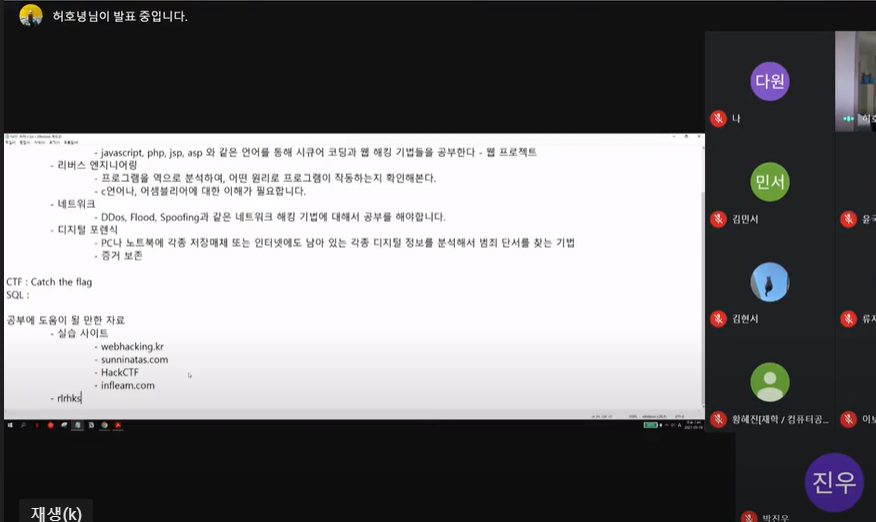 허호녕님이 발표 중입니다.
- javascript, php, jsp, asp 와 같은 언어를 통해 시큐어 코딩과 웹 해킹 기법들을 공부한다 - 웹 프로젝트
- 리버스 엔지니어링
- 프로그램을 역으로 분석하여, 어떤 원리로 프로그램이 작동하는지 확인해본다.
- c언어나, 어셈블리어에 대한 이해가 필요합니다.
- 네트워크
- DDos, Flood, Spoofing과 같은 네트워크 해킹 기법에 대해서 공부를 해야합니다.
- 디지털 포렌식
- PC나 노트북에 각종 저장매체 또는 인터넷에도 남아 있는 각종 디지털 정보를 분석해서 범죄 단서를 찾는 기법
- 증거 보존
CTF : Catch the flag
SQL :
공부에 도움이 될 만한 자료
- 실습 사이트
- webhacking.kr
- sunninatas.com
- HackCTF
- inflearn.com
- rlrhks
다원
나
민서
김민서
김현서
황혜진[재학 / 컴퓨터공...
진우
박진우
재생(k)